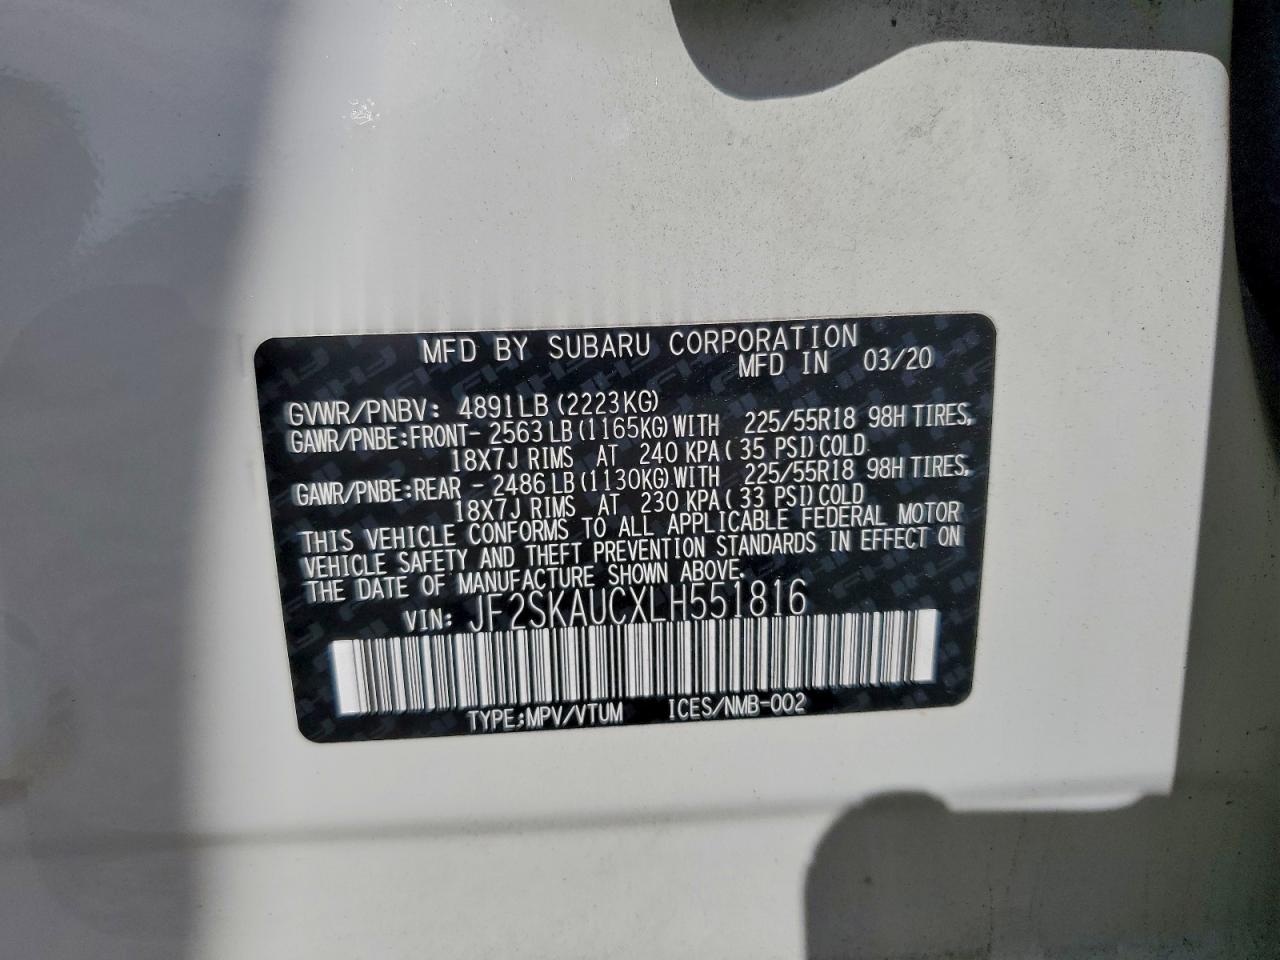 MFD BY SUBARU CORPORATION
MFD IN 03/20
GVWR/PNBV: 4891LB(2223KG)
GAWR/PNBE:FRONT- 2563LB(1165KG)WITH 225/55R18 98H TIRES,
18X7J RIMS AT 240 KPA( 35 PSI)COLD
GAWR/PNBE:REAR - 2486LB(1130KG)WITH 225/55R18 98H TIRES,
18X7J RIMS AT 230 KPA( 33 PSI)COLD
THIS VEHICLE CONFORMS TO ALL APPLICABLE FEDERAL MOTOR
VEHICLE SAFETY AND THEFT PREVENTION STANDARDS IN EFFECT ON
THE DATE OF MANUFACTURE SHOWN ABOVE.
VIN: JF2SKAUCXLH551816
TYPE:MPV/VTUM ICES/NMB-002